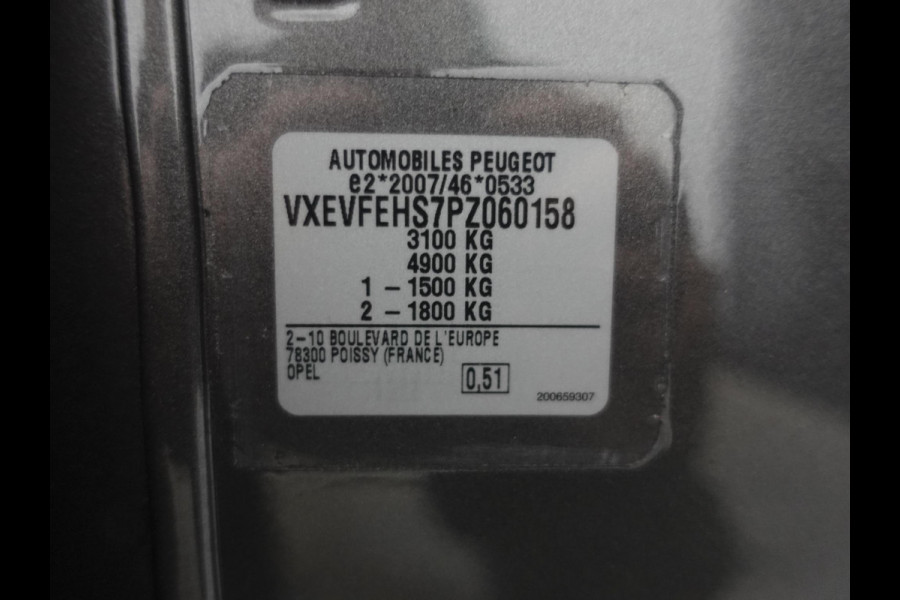 AUTOMOBILES PEUGEOT
e2*2007/46*0533
VXEVFEHS7PZ060158
3100 KG
4900 KG
1 - 1500 KG
2 - 1800 KG
2-10 BOULEVARD DE L'EUROPE
78300 POISSY (FRANCE)
OPEL
0,51
200659307